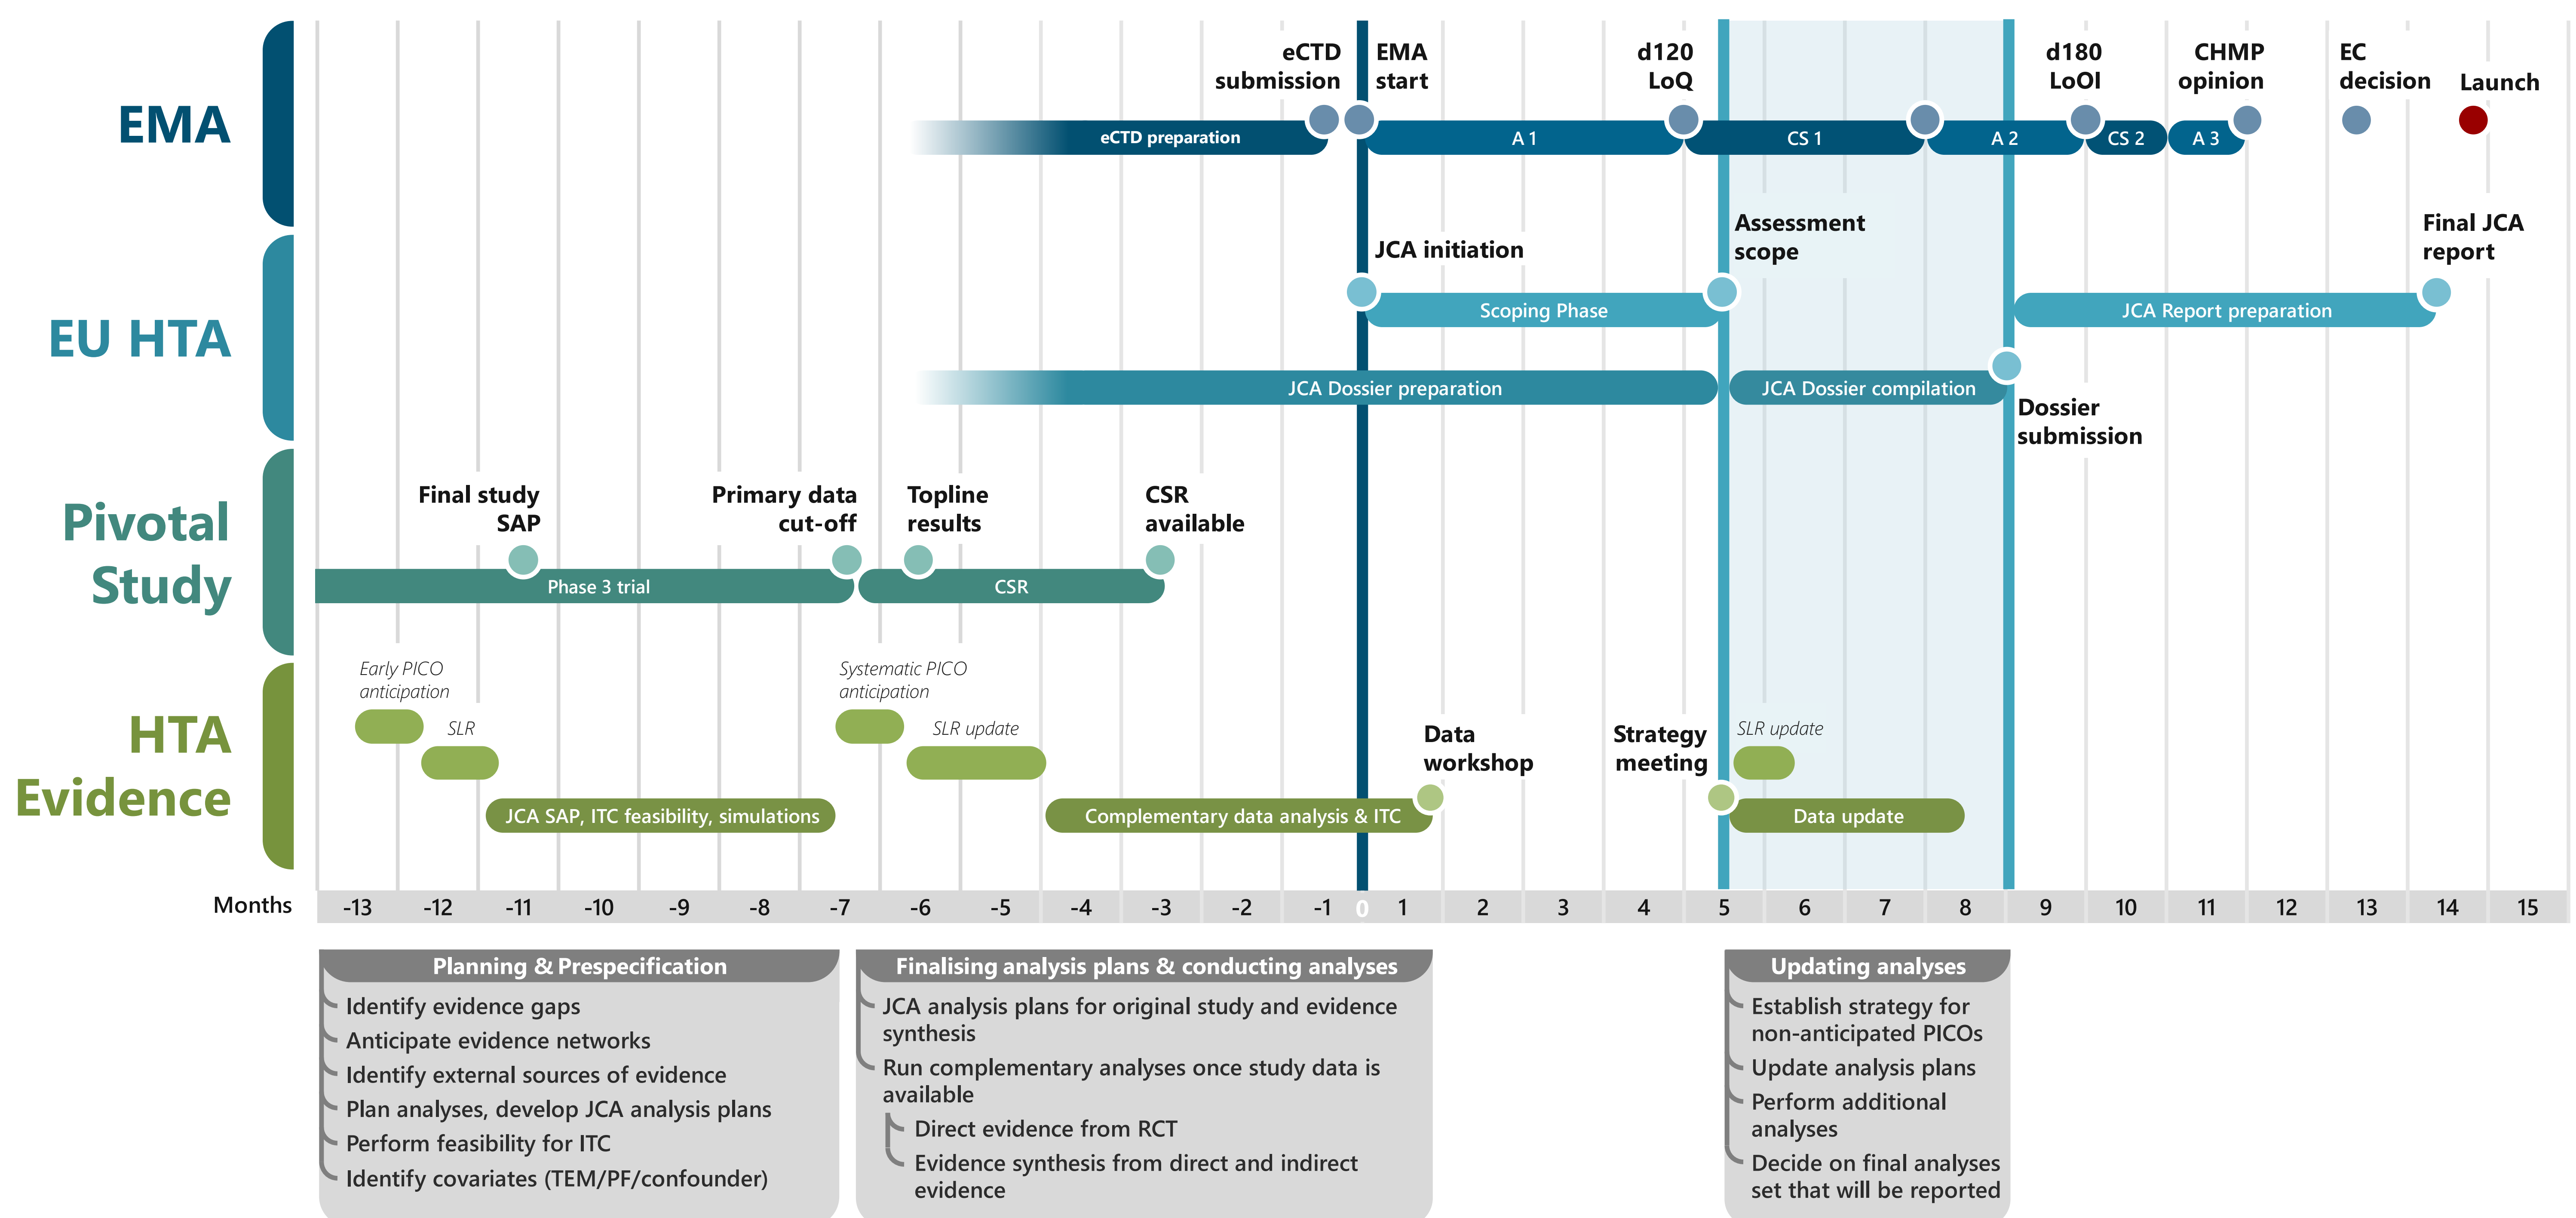 EMA
eCTD
submission
EMA
start
d120
LoQ
d180
LoOI
CHMP
opinion
EC
decision
Launch
eCTD preparation
A 1
CS 1
A 2
CS 2
A 3
EU HTA
JCA initiation
Assessment
scope
Final JCA
report
Scoping Phase
JCA Report preparation
JCA Dossier preparation
JCA Dossier compilation
Dossier
submission
Pivotal
Study
Final study
SAP
Primary data
cut-off
Topline
results
CSR
available
Phase 3 trial
CSR
HTA
Evidence
Early PICO
anticipation
SLR
Systematic PICO
anticipation
SLR update
Data
workshop
Strategy
meeting
SLR update
JCA SAP, ITC feasibility, simulations
Complementary data analysis & ITC
Data update
Months -13 -12 -11 -10 -9 -8 -7 -6 -5 -4 -3 -2 -1 0 1 2 3 4 5 6 7 8 9 10 11 12 13 14 15
Planning & Prespecification
Identify evidence gaps
Anticipate evidence networks
Identify external sources of evidence
Plan analyses, develop JCA analysis plans
Perform feasibility for ITC
Identify covariates (TEM/PF/confounder)
Finalising analysis plans & conducting analyses
JCA analysis plans for original study and evidence
synthesis
Run complementary analyses once study data is
available
Direct evidence from RCT
Evidence synthesis from direct and indirect
evidence
Updating analyses
Establish strategy for
non-anticipated PICOs
Update analysis plans
Perform additional
analyses
Decide on final analyses
set that will be reported